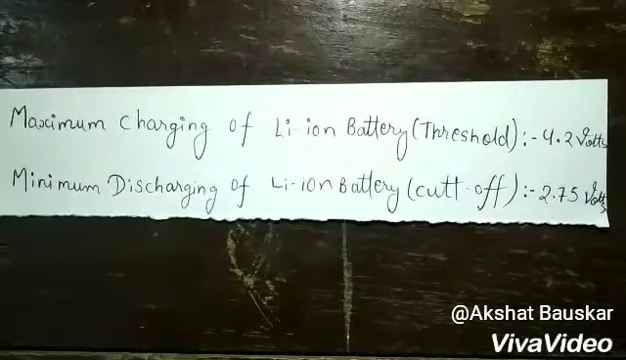 Maximum Charging of Li-ion Battery (Threshold):- 4.2 Volts
Minimum Discharging of Li-ion Battery (cutt-off):- 2.75 Volts
@Akshat Bauskar
VivaVideo